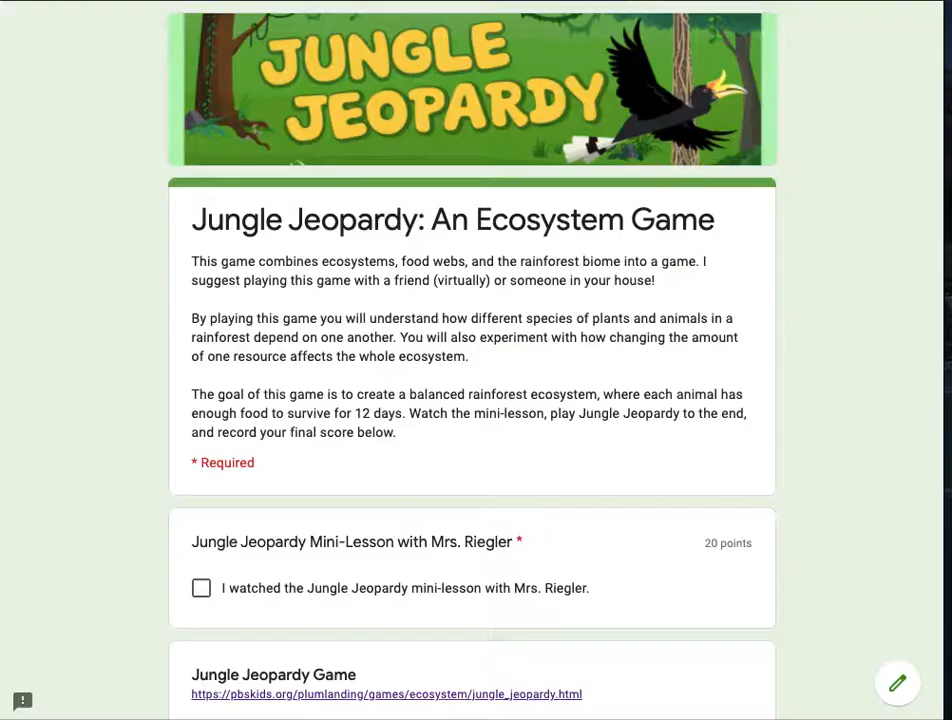 JUNGLE
JEOPARDY
Jungle Jeopardy: An Ecosystem Game
This game combines ecosystems, food webs, and the rainforest biome into a game. I
suggest playing this game with a friend (virtually) or someone in your house!
By playing this game you will understand how different species of plants and animals in a
rainforest depend on one another. You will also experiment with how changing the amount
of one resource affects the whole ecosystem.
The goal of this game is to create a balanced rainforest ecosystem, where each animal has
enough food to survive for 12 days. Watch the mini-lesson, play Jungle Jeopardy to the end,
and record your final score below.
* Required
Jungle Jeopardy Mini-Lesson with Mrs. Riegler *
20 points
I watched the Jungle Jeopardy mini-lesson with Mrs. Riegler.
Jungle Jeopardy Game
https://pbskids.org/plumlanding/games/ecosystem/jungle_jeopardy.html